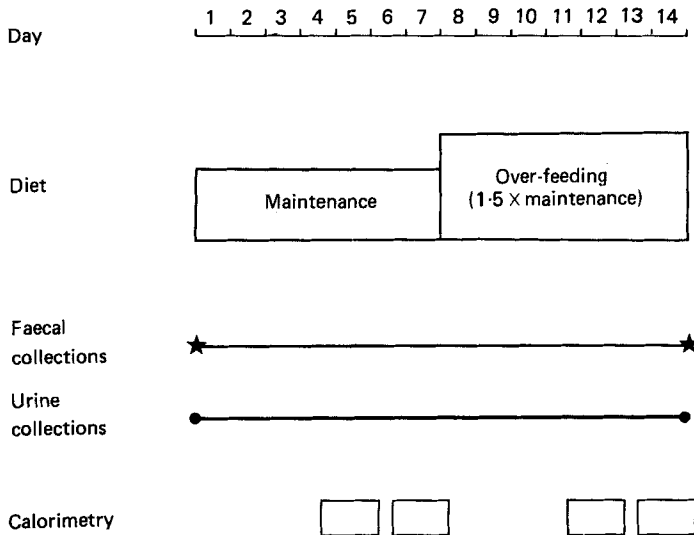 Day
1 2 3 4 5 6 7 8 9 10 11 12 13 14
Diet
Maintenance
Over-feeding
(1·5 × maintenance)
Faecal
collections
Urine
collections
Calorimetry